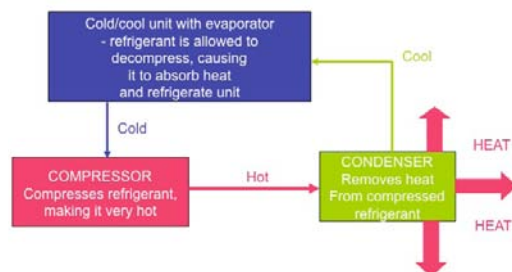 Cold/cool unit with evaporator
- refrigerant is allowed to
decompress, causing
it to absorb heat
and refrigerate unit
Cool
Cold
COMPRESSOR
Compresses refrigerant,
making it very hot
Hot
CONDENSER
Removes heat
From compressed
refrigerant
HEAT
HEAT